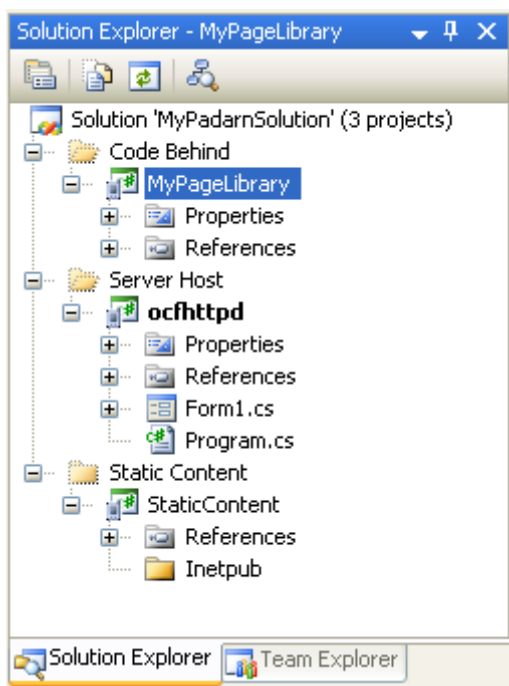 Solution Explorer - MyPageLibrary
Solution 'MyPadarnSolution' (3 projects)
Code Behind
MyPageLibrary
Properties
References
Server Host
ocfhttpd
Properties
References
Form1.cs
Program.cs
Static Content
StaticContent
References
Inetpub
Solution Explorer Team Explorer